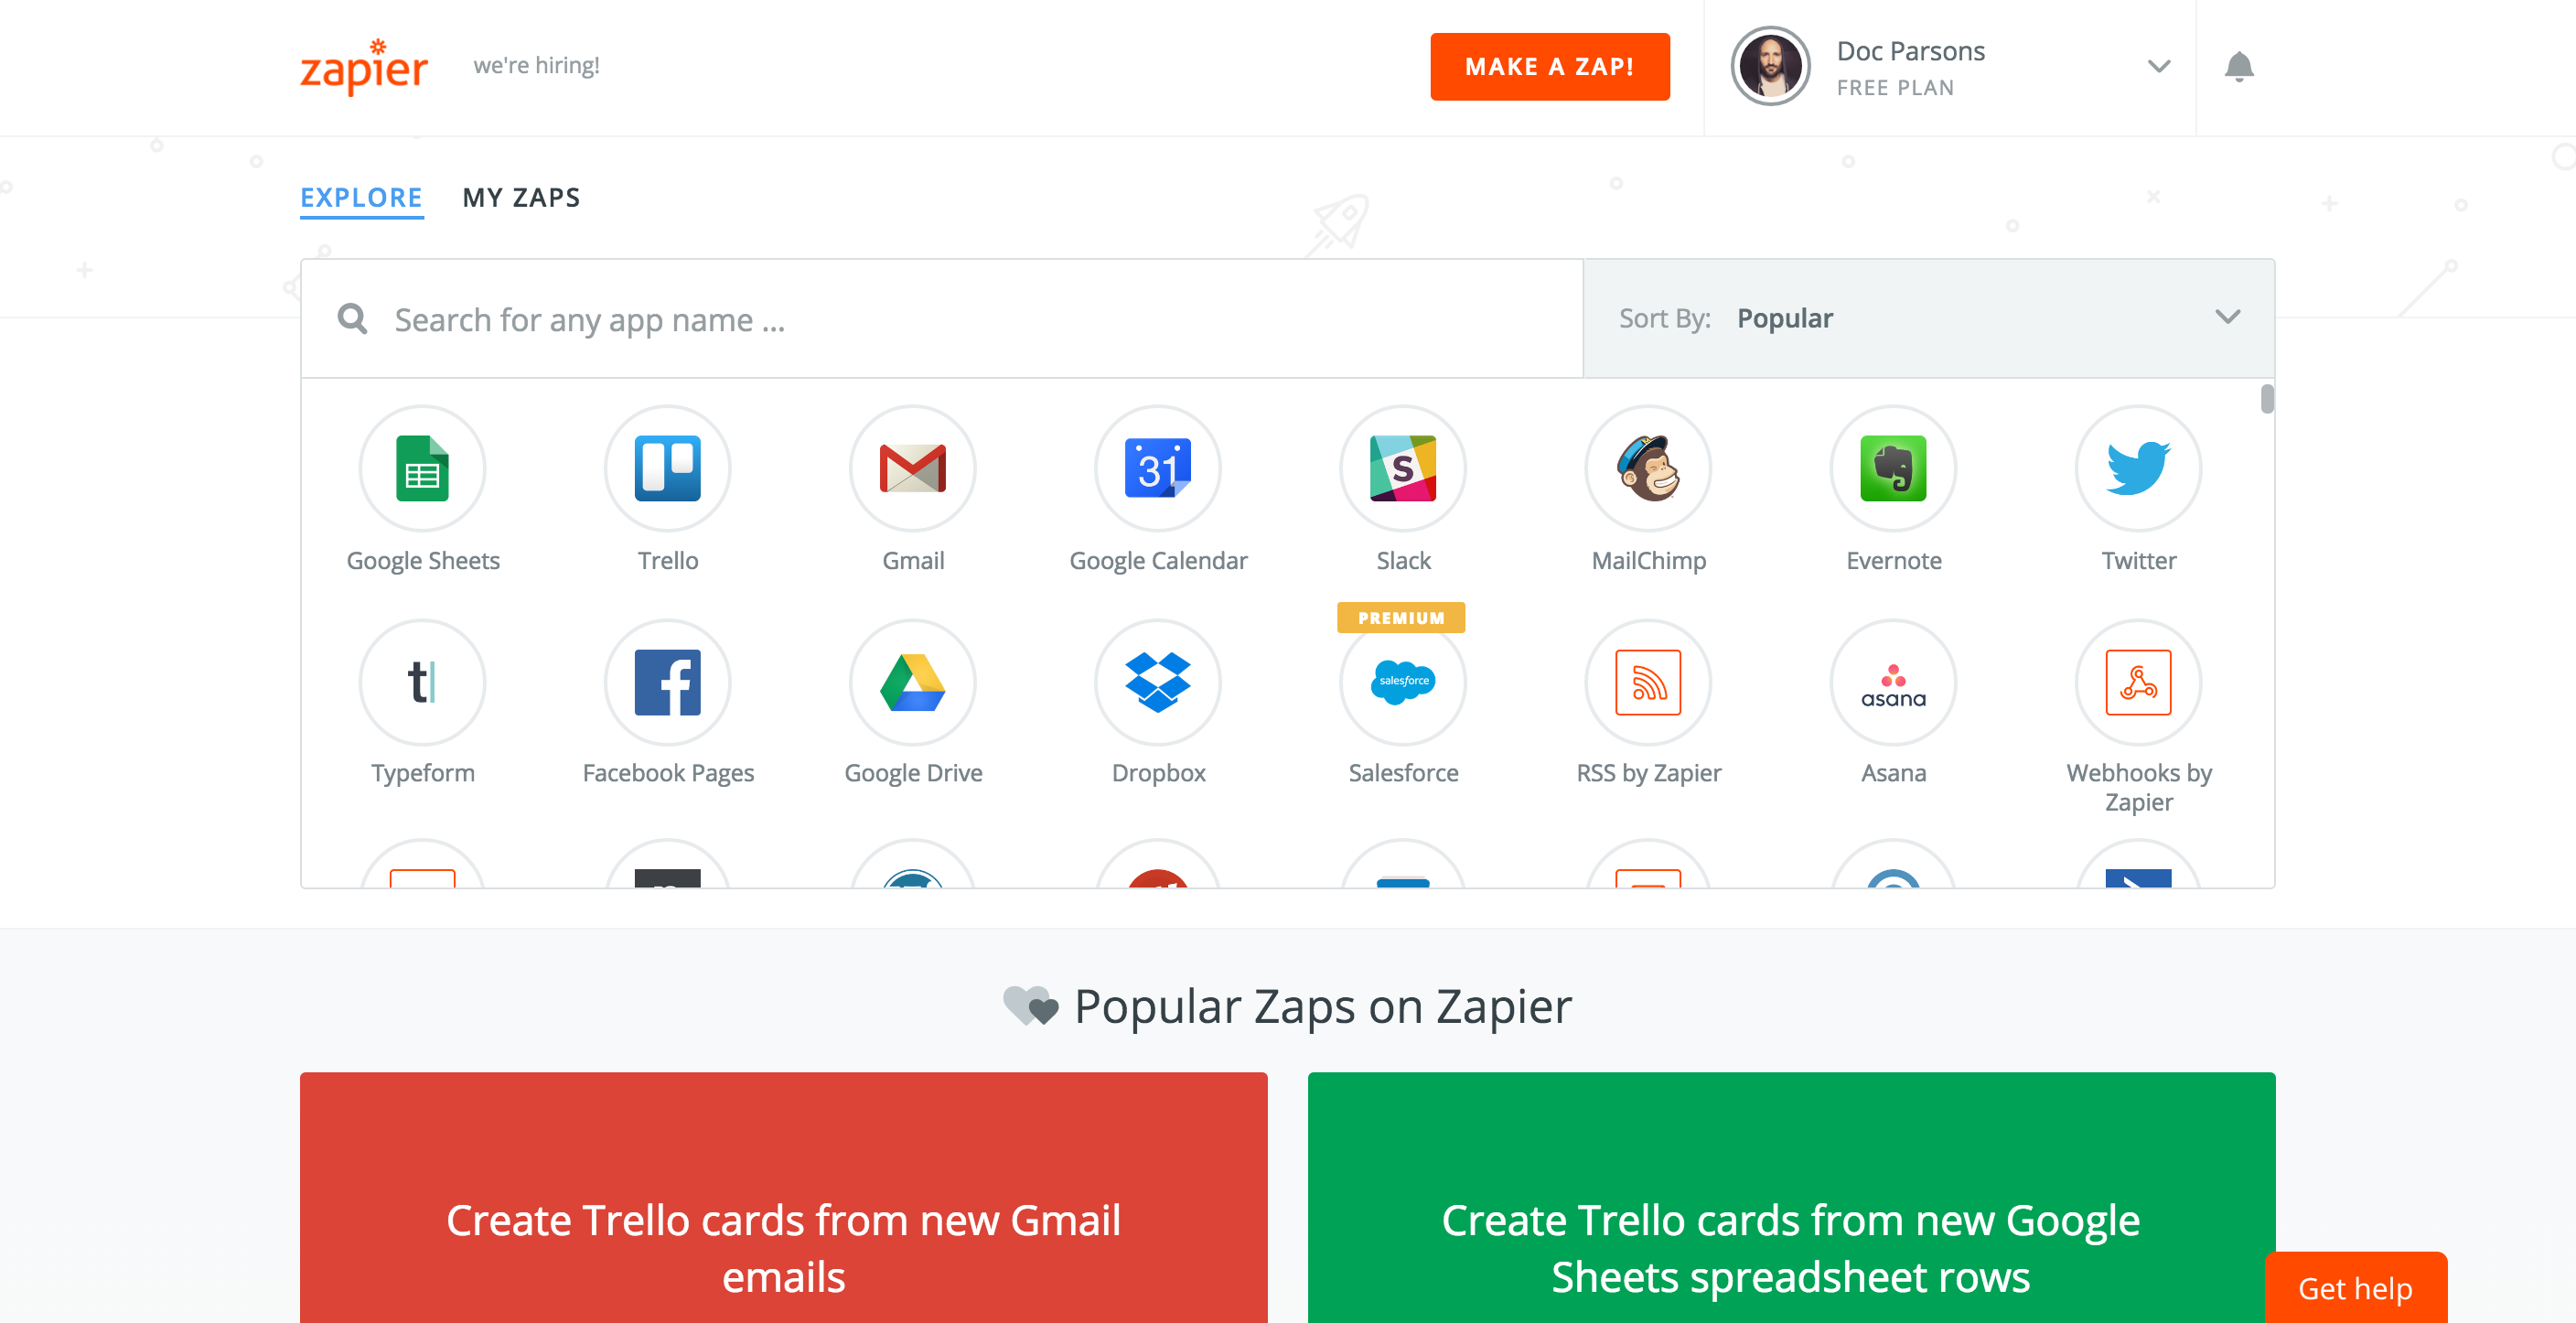 zapier
we're hiring!
MAKE A ZAP!
Doc Parsons
FREE PLAN
EXPLORE
MY ZAPS
Search for any app name ...
Sort By: Popular
31
S
Google Sheets
Trello
Gmail
Google Calendar
Slack
MailChimp
Evernote
Twitter
PREMIUM
t
f
salesforce
asana
Typeform
Facebook Pages
Google Drive
Dropbox
Salesforce
RSS by Zapier
Asana
Webhooks by
Zapier
Popular Zaps on Zapier
Create Trello cards from new Gmail
emails
Create Trello cards from new Google
Sheets spreadsheet rows
Get help